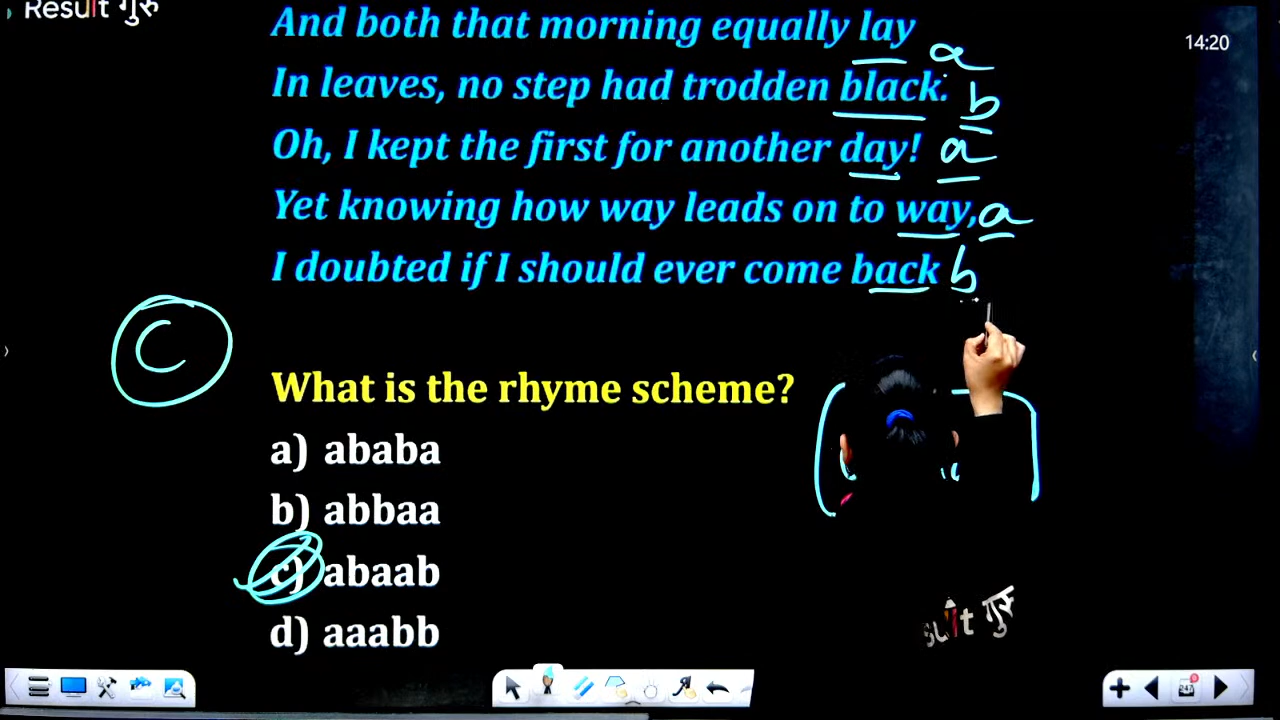 Result गुरु
14:20
And both that morning equally lay a
In leaves, no step had trodden black. b
Oh, I kept the first for another day! a
Yet knowing how way leads on to way, a
I doubted if I should ever come back b
C
What is the rhyme scheme?
a) ababa
b) abbaa
c) abaab
d) aaabb
sult गुरु